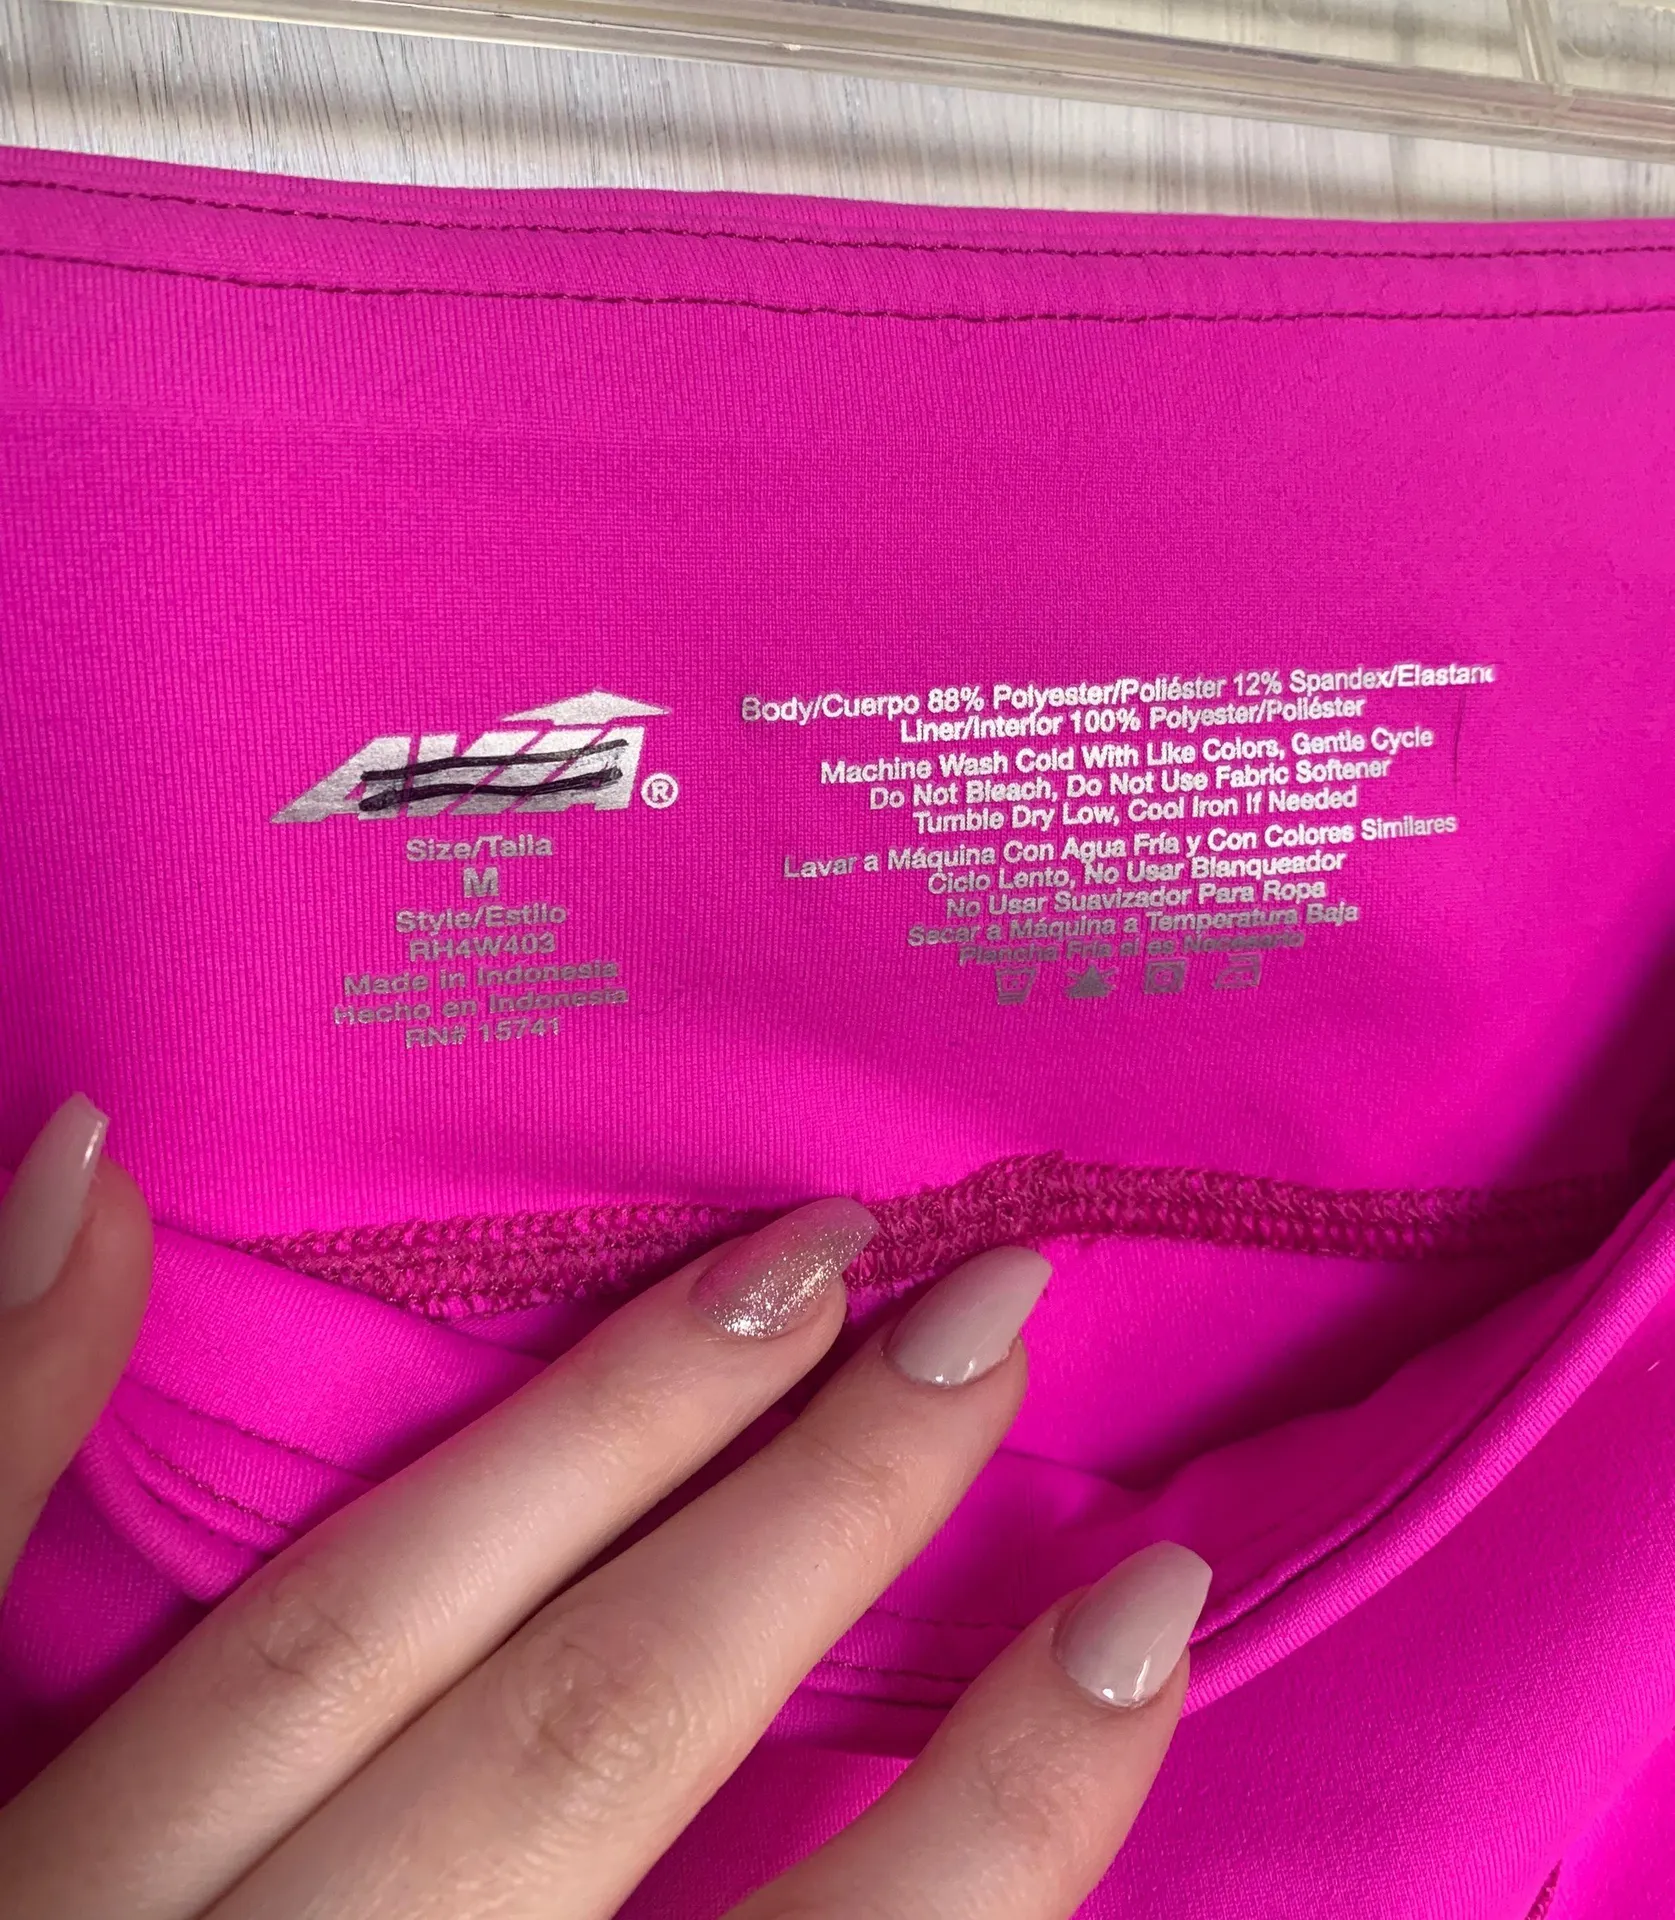 AVIA®
Size/Talla
M
Style/Estilo
RH4W403
Made in Indonesia
Hecho en Indonesia
RN# 15741
Body/Cuerpo 88% Polyester/Poliéster 12% Spandex/Elastano
Liner/Interior 100% Polyester/Poliéster
Machine Wash Cold With Like Colors, Gentle Cycle
Do Not Bleach, Do Not Use Fabric Softener
Tumble Dry Low, Cool Iron If Needed
Lavar a Máquina Con Agua Fría y Con Colores Similares
Ciclo Lento, No Usar Blanqueador
No Usar Suavizador Para Ropa
Secar a Máquina a Temperatura Baja
Plancha Fria si es Necesario